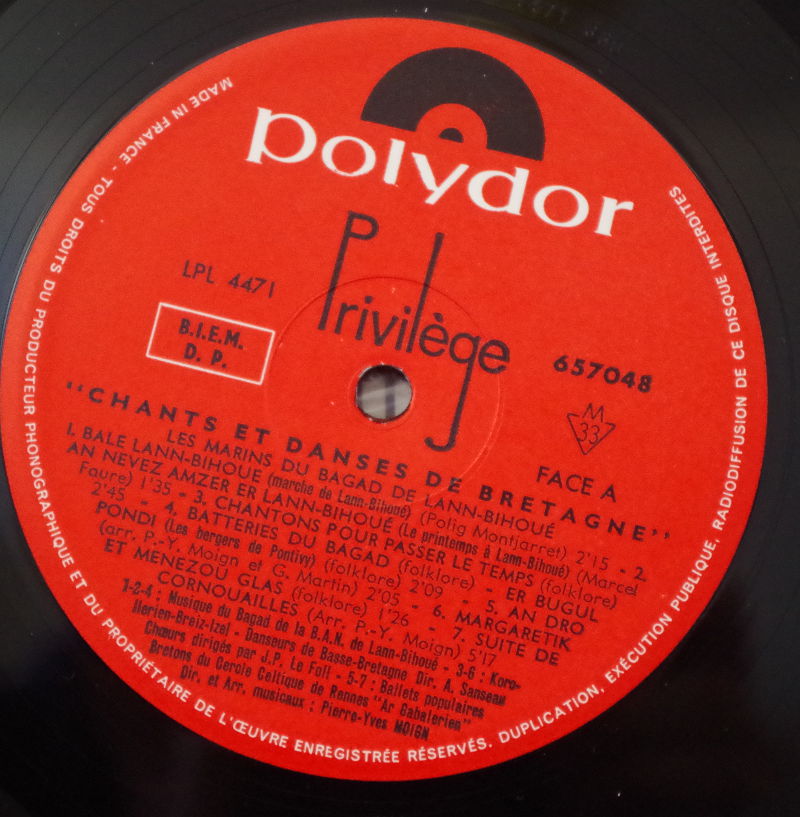 polydor
Privilège
LPL 4471
B.I.E.M.
D. P.
657048
M
33
FACE A
"CHANTS ET DANSES DE BRETAGNE"
LES MARINS DU BAGAD DE LANN-BIHOUÉ
1. BALE LANN-BIHOUÉ (marche de Lann-Bihoué) (Polig Montjarret) 2'15 - 2.
AN NEVEZ AMZER ER LANN-BIHOUÉ (Le printemps à Lann-Bihoué) (Marcel
Faure) 1'35 - 3. CHANTONS POUR PASSER LE TEMPS (folklore)
2'45 - 4. BATTERIES DU BAGAD (folklore) - ER BUGUL
PONDI (Les bergers de Pontivy) (folklore) 2'09 - 5. AN DRO
(arr. P.-Y. Moign et G. Martin) 2'05 - 6. MARGARETIK
ET MENEZOU GLAS (folklore) 1'26 - 7. SUITE DE
CORNOUAILLES (Arr. P.-Y. Moign) 5'17
1-2-4 : Musique du Bagad de la B.A.N. de Lann-Bihoué - 3-6 : Koro-
llerien-Breiz-Izel - Danseurs de Basse-Bretagne Dir. A. Sanseau
Chœurs dirigés par J.P. Le Foll - 5-7 : Ballets populaires
Bretons du Cercle Celtique de Rennes "Ar Gabalerien"
Dir. et Arr. musicaux : Pierre-Yves MOIGN
MADE IN FRANCE - TOUS DROITS DU PRODUCTEUR PHONOGRAPHIQUE ET DU PROPRIÉTAIRE DE L'ŒUVRE ENREGISTRÉE RÉSERVÉS. DUPLICATION, EXÉCUTION PUBLIQUE, RADIODIFFUSION DE CE DISQUE INTERDITES